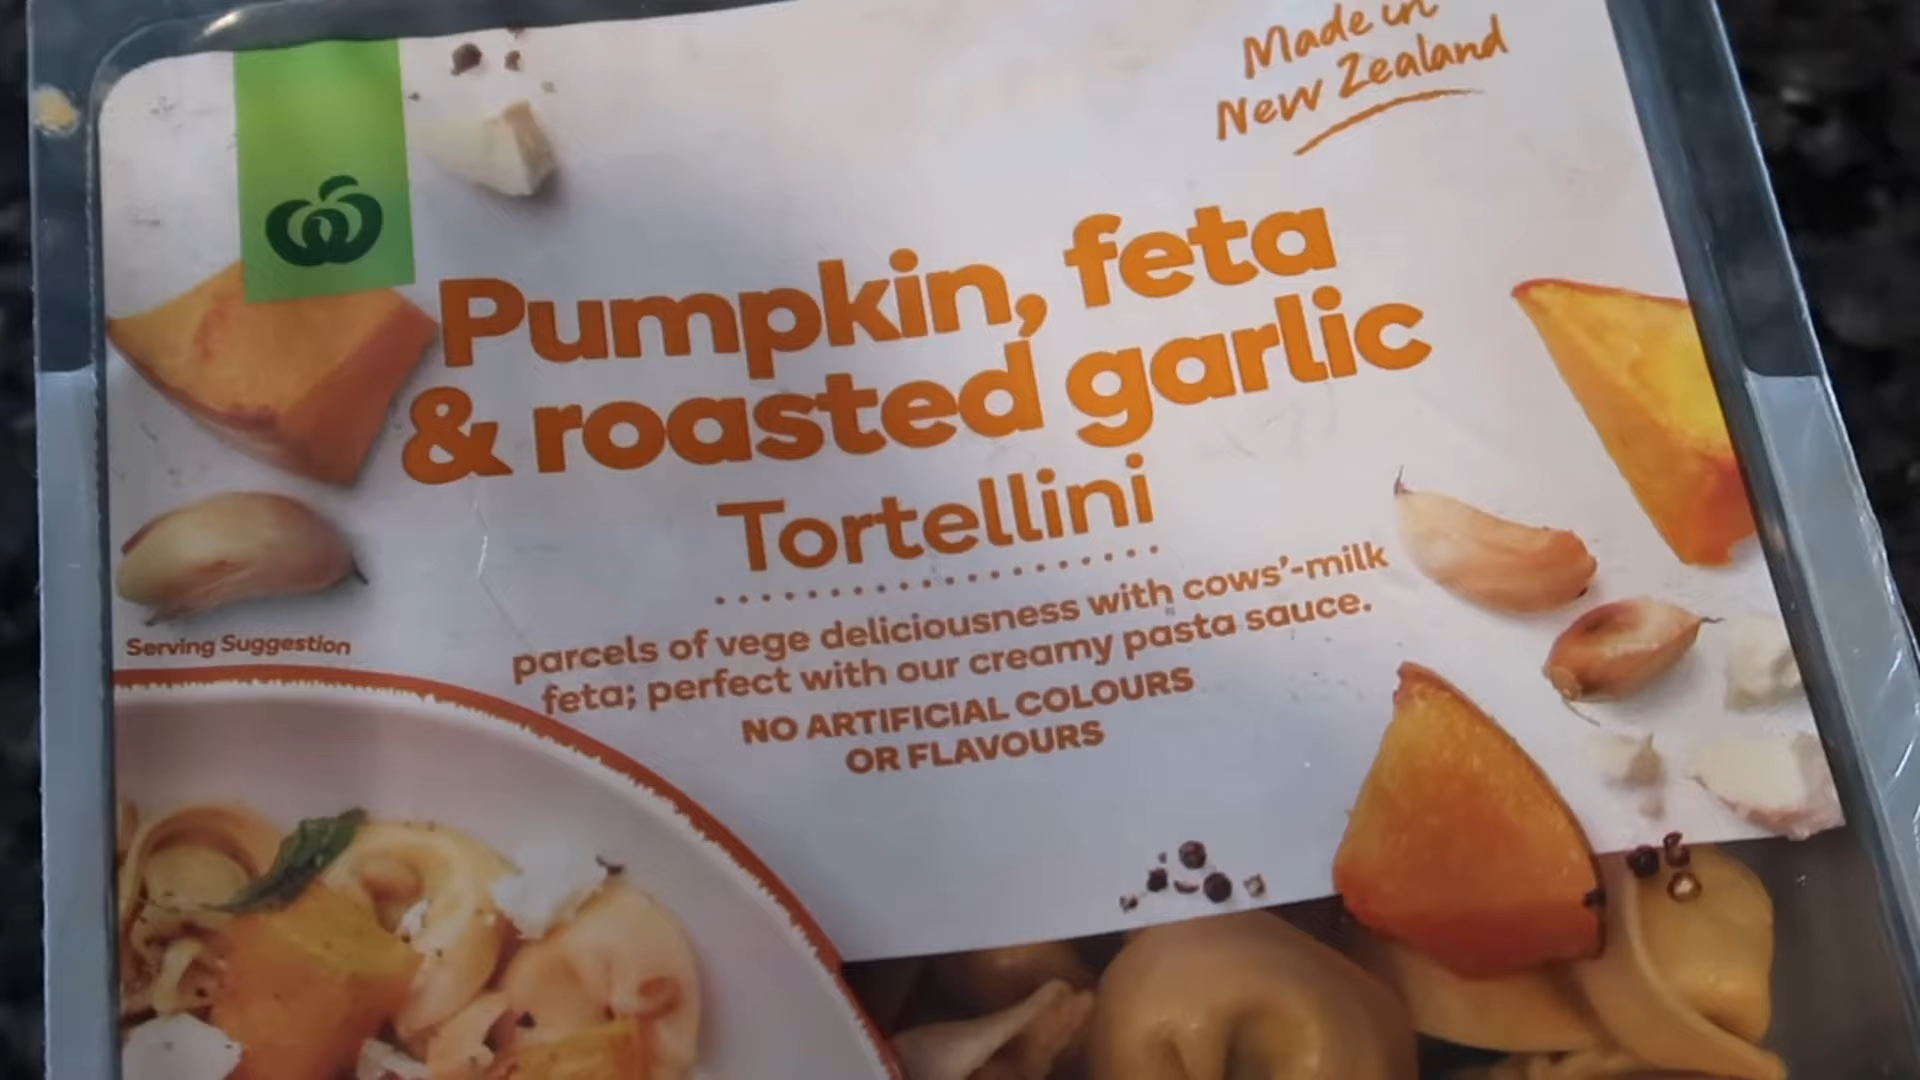 Made in
New Zealand
Pumpkin, feta
& roasted garlic
Tortellini
parcels of vege deliciousness with cows'-milk
feta; perfect with our creamy pasta sauce.
NO ARTIFICIAL COLOURS
OR FLAVOURS
Serving Suggestion